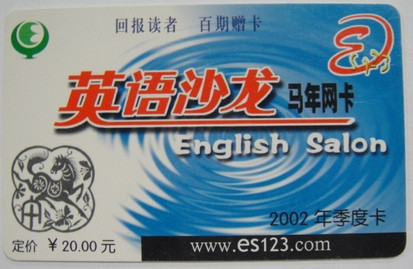 回报读者 百期赠卡
英语沙龙 马年网卡
English Salon
2002 年季度卡
定价 ￥20.00 元
www.es123.com